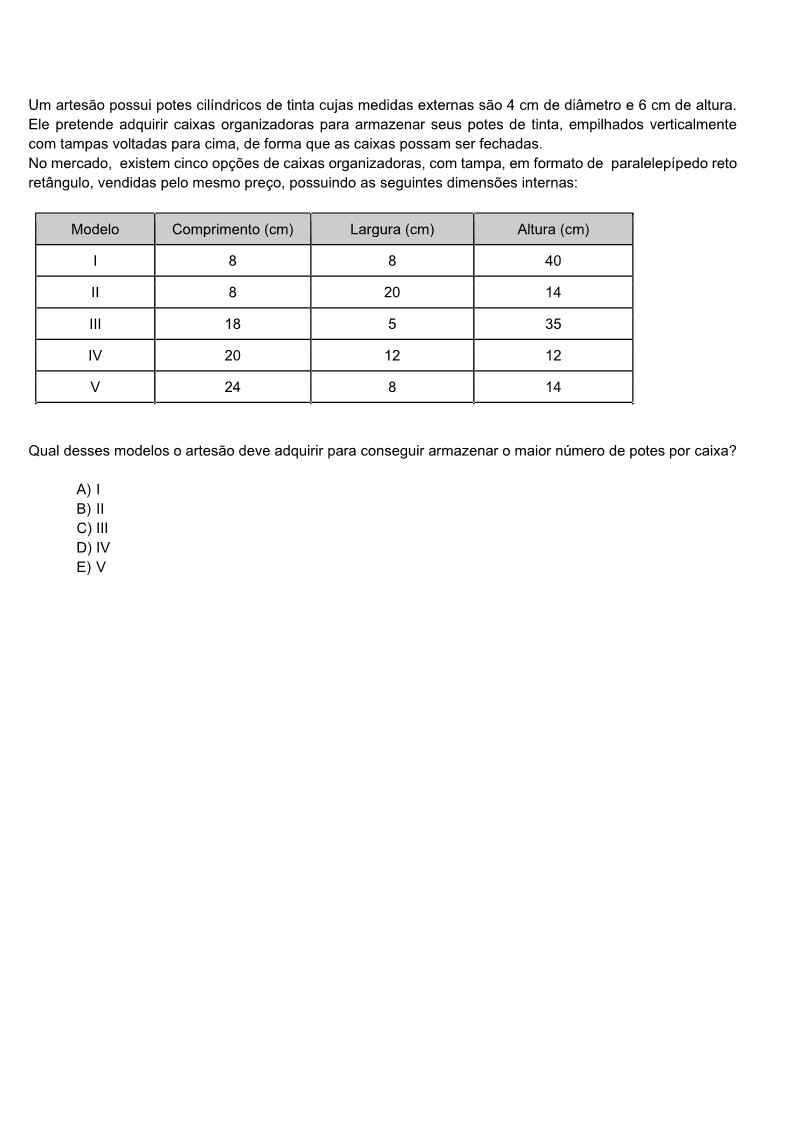 Um artesão possui potes cilíndricos de tinta cujas medidas externas são 4 cm de diâmetro e 6 cm de altura.
Ele pretende adquirir caixas organizadoras para armazenar seus potes de tinta, empilhados verticalmente
com tampas voltadas para cima, de forma que as caixas possam ser fechadas.
No mercado, existem cinco opções de caixas organizadoras, com tampa, em formato de paralelepípedo reto
retângulo, vendidas pelo mesmo preço, possuindo as seguintes dimensões internas:
Modelo Comprimento (cm) Largura (cm) Altura (cm)
I 8 8 40
II 8 20 14
III 18 5 35
IV 20 12 12
V 24 8 14
Qual desses modelos o artesão deve adquirir para conseguir armazenar o maior número de potes por caixa?
A) I
B) II
C) III
D) IV
E) V